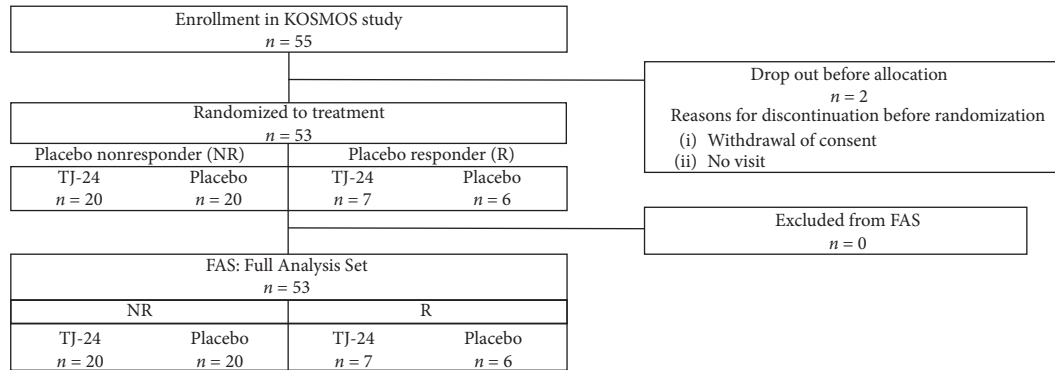 Enrollment in KOSMOS study
n = 55
Drop out before allocation
n = 2
Reasons for discontinuation before randomization
(i) Withdrawal of consent
(ii) No visit
Randomized to treatment
n = 53
Placebo nonresponder (NR) Placebo responder (R)
TJ-24 Placebo TJ-24 Placebo
n = 20 n = 20 n = 7 n = 6
Excluded from FAS
n = 0
FAS: Full Analysis Set
n = 53
NR R
TJ-24 Placebo TJ-24 Placebo
n = 20 n = 20 n = 7 n = 6